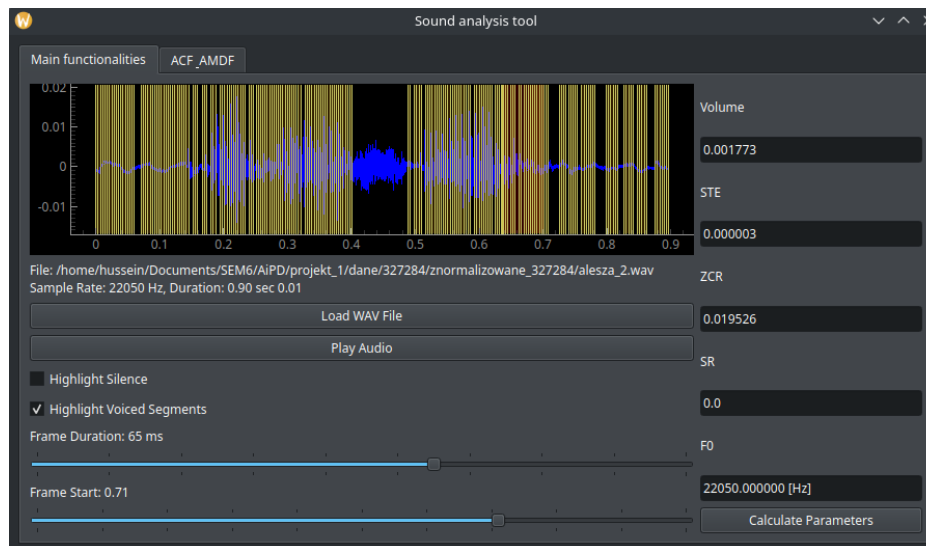 Sound analysis tool
Main functionalities
ACF_AMDF
0.02
0.01
0
-0.01
0
0.1
0.2
0.3
0.4
0.5
0.6
0.7
0.8
0.9
File: /home/hussein/Documents/SEM6/AiPD/projekt_1/dane/327284/znormalizowane_327284/alesza_2.wav
Sample Rate: 22050 Hz, Duration: 0.90 sec 0.01
Load WAV File
Play Audio
Highlight Silence
Highlight Voiced Segments
Frame Duration: 65 ms
Frame Start: 0.71
Volume
0.001773
STE
0.000003
ZCR
0.019526
SR
0.0
F0
22050.000000 [Hz]
Calculate Parameters